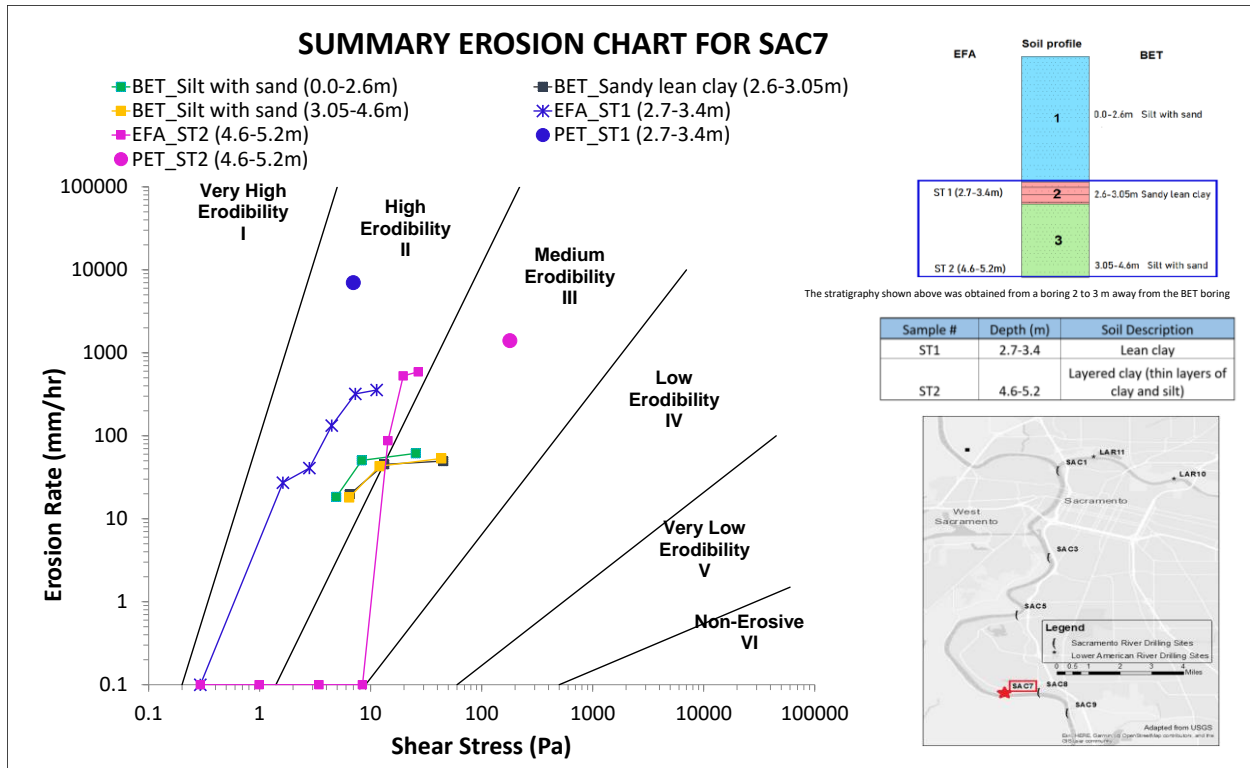 SUMMARY EROSION CHART FOR SAC7
BET_Silt with sand (0.0-2.6m)
BET_Sandy lean clay (2.6-3.05m)
BET_Silt with sand (3.05-4.6m)
EFA_ST1 (2.7-3.4m)
EFA_ST2 (4.6-5.2m)
PET_ST1 (2.7-3.4m)
PET_ST2 (4.6-5.2m)
Erosion Rate (mm/hr)
100000
10000
1000
100
10
1
0.1
Very High
Erodibility
I
High
Erodibility
II
Medium
Erodibility
III
Low
Erodibility
IV
Very Low
Erodibility
V
Non-Erosive
VI
0.1
1
10
100
1000
10000
100000
Shear Stress (Pa)
EFA
Soil profile
BET
1
0.0-2.6m Silt with sand
ST 1 (2.7-3.4m)
2
2.6-3.05m Sandy lean clay
3
ST 2 (4.6-5.2m)
3.05-4.6m Silt with sand
The stratigraphy shown above was obtained from a boring 2 to 3 m away from the BET boring
Sample # Depth (m) Soil Description
ST1 2.7-3.4 Lean clay
ST2 4.6-5.2 Layered clay (thin layers of
clay and silt)
LAR11
SAC1
LAR10
Sacramento
West
Sacramento
SAC3
SAC5
Legend
Sacramento River Drilling Sites
Lower American River Drilling Sites
0 0.5 1 2 3 4
Miles
SAC7
SAC8
SAC9
Adapted from USGS